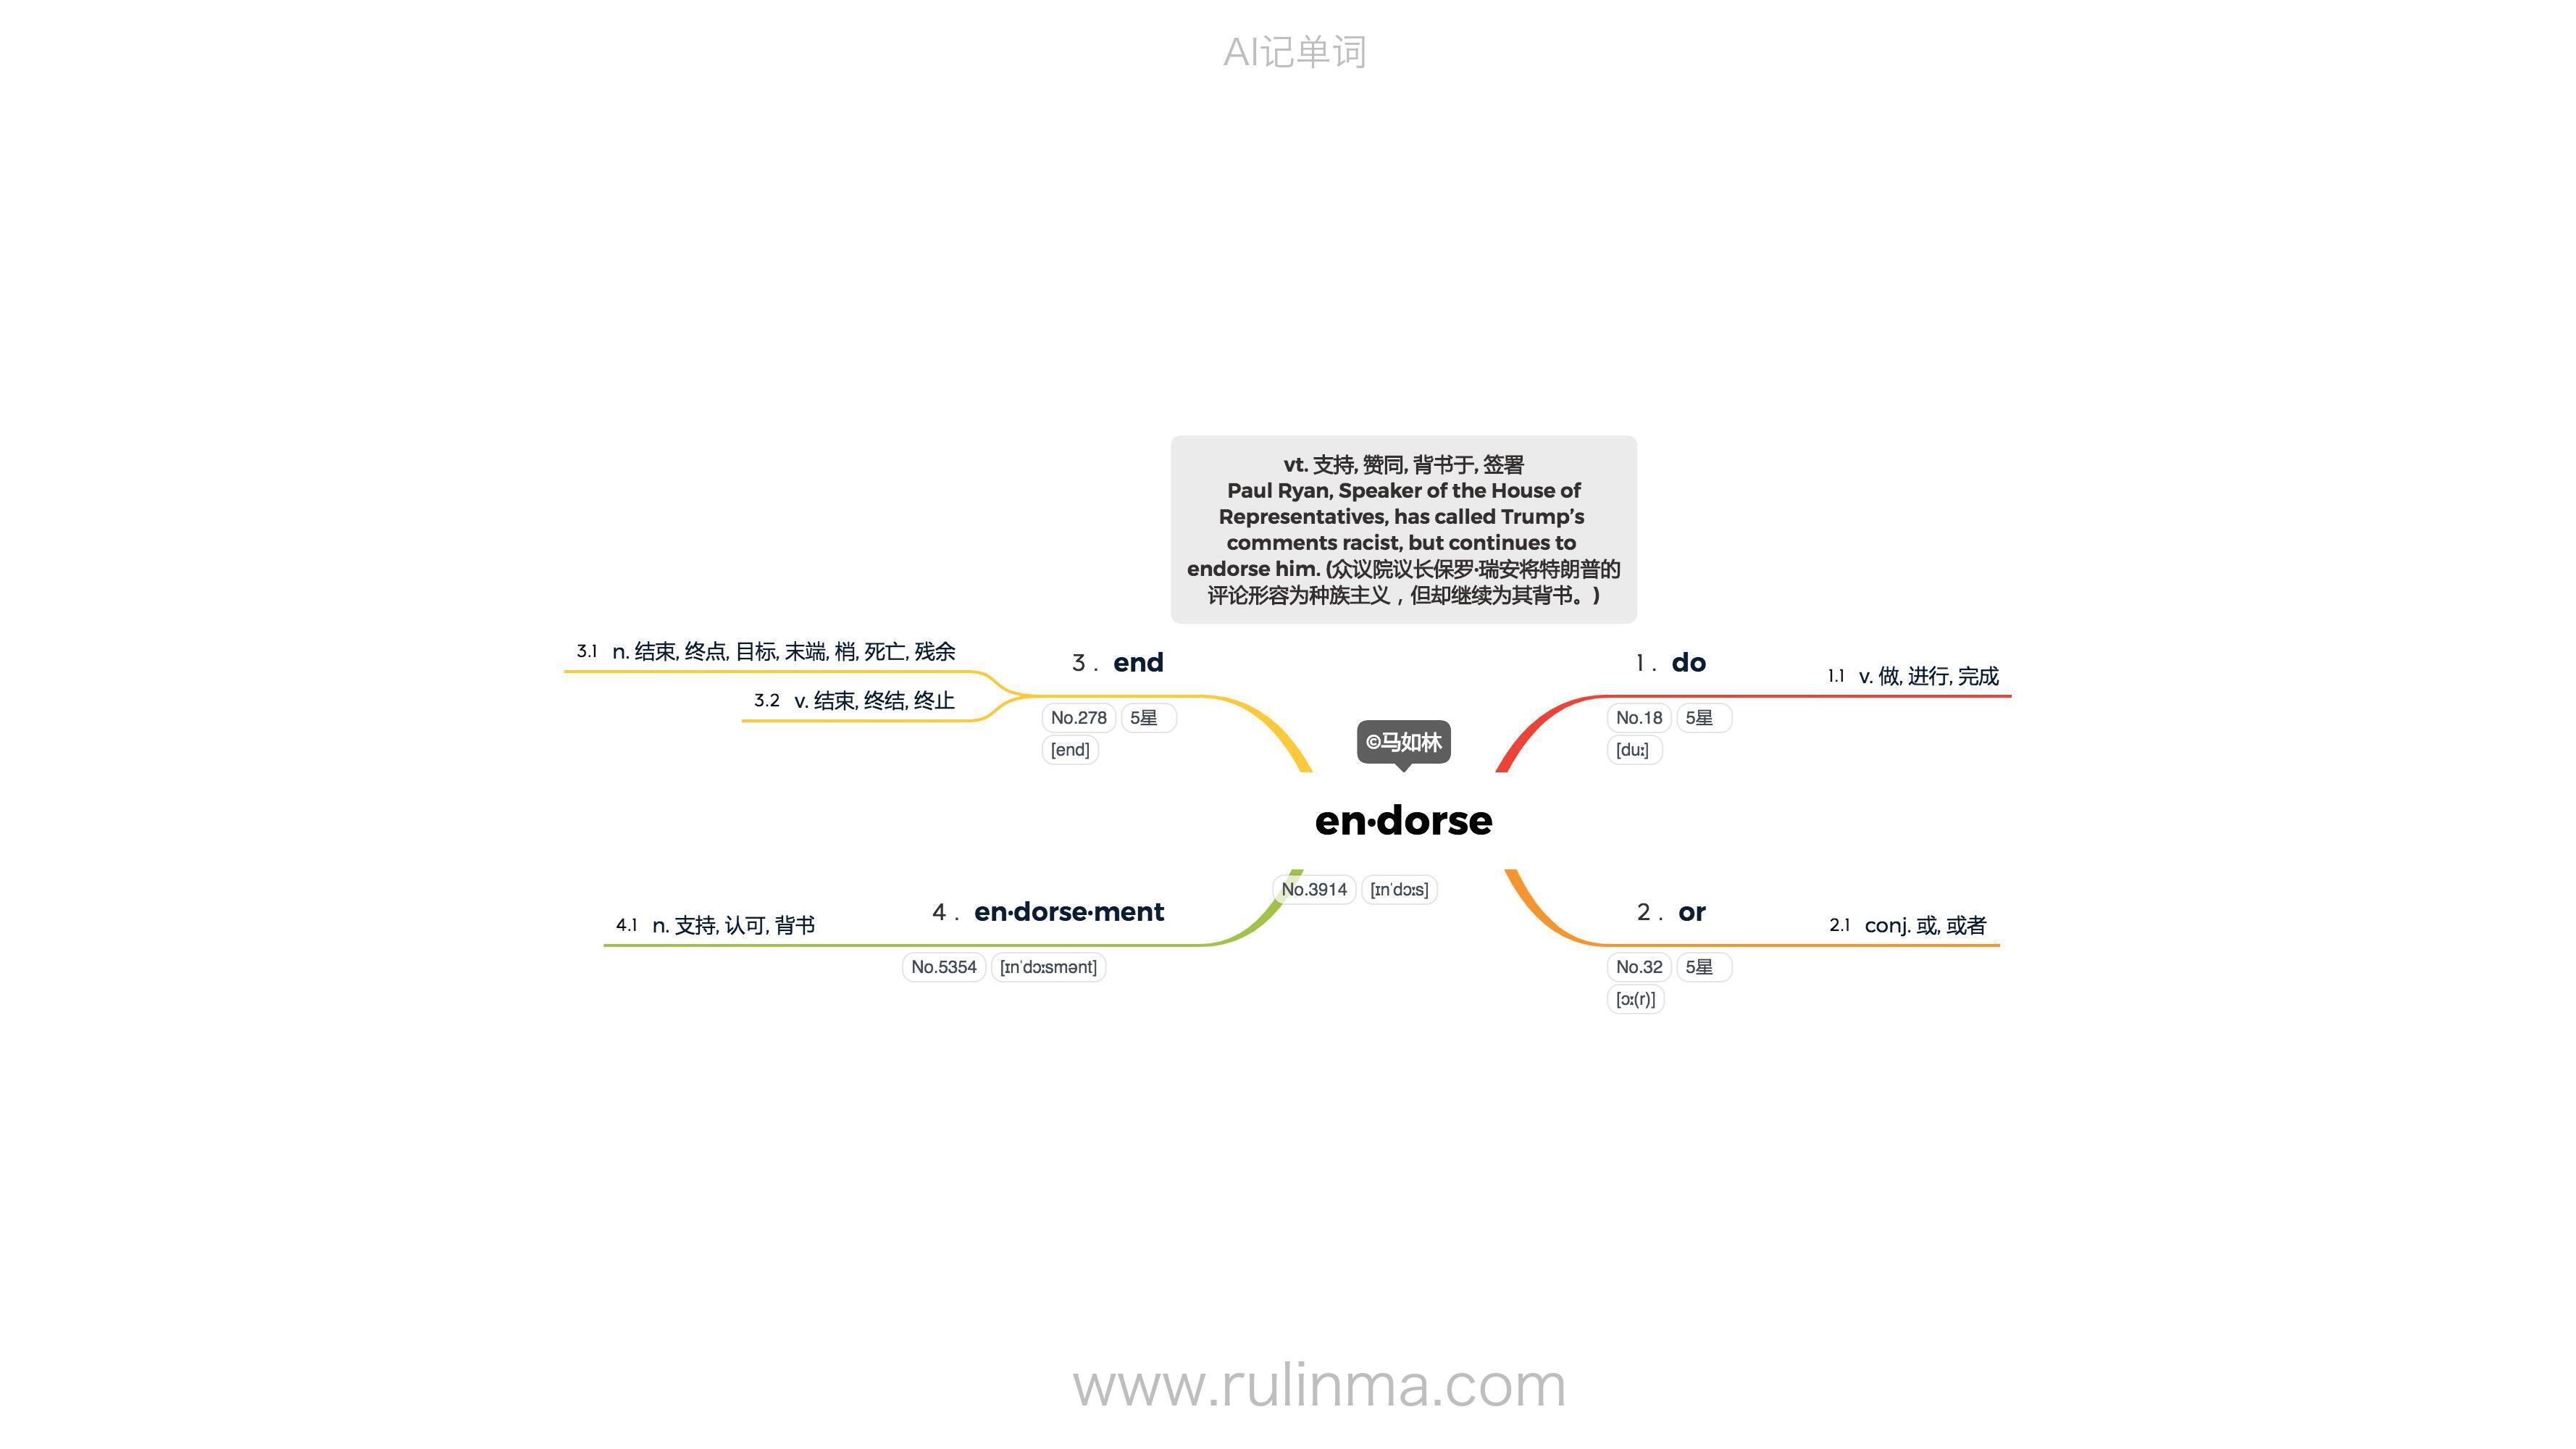 AI记单词
vt. 支持, 赞同, 背书于, 签署
Paul Ryan, Speaker of the House of
Representatives, has called Trump’s
comments racist, but continues to
endorse him. (众议院议长保罗·瑞安将特朗普的
评论形容为种族主义，但却继续为其背书。)
©马如林
en·dorse
No.3914 [ɪnˈdɔːs]
1. do
No.18 5星
[duː]
1.1 v. 做, 进行, 完成
2. or
No.32 5星
[ɔː(r)]
2.1 conj. 或, 或者
3. end
No.278 5星
[end]
3.1 n. 结束, 终点, 目标, 末端, 梢, 死亡, 残余
3.2 v. 结束, 终结, 终止
4. en·dorse·ment
No.5354 [ɪnˈdɔːsmənt]
4.1 n. 支持, 认可, 背书
www.rulinma.com